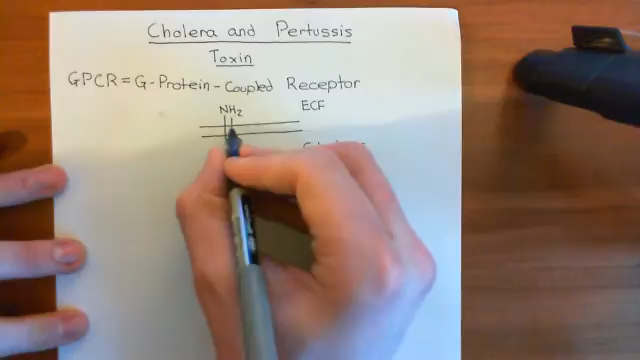 Cholera and Pertussis
Toxin
GPCR = G-Protein-Coupled Receptor
NH2
ECF